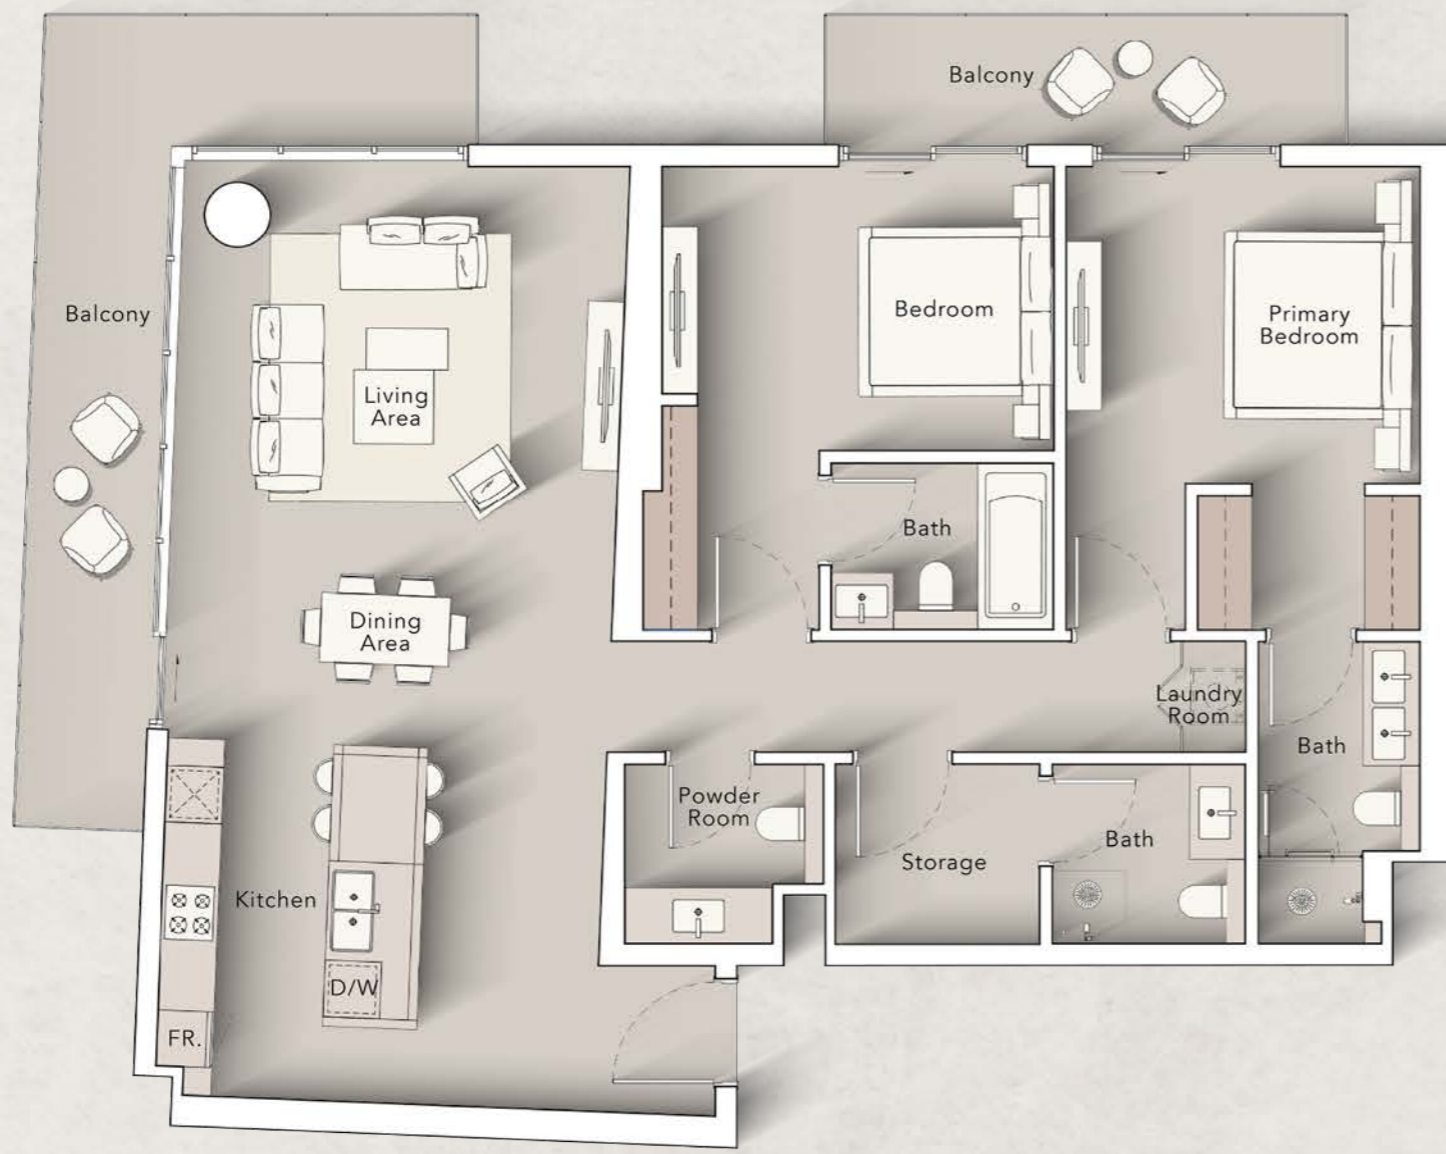 Balcony
Balcony
Bedroom
Primary
Bedroom
Living
Area
Bath
Dining
Area
Laundry
Room
Bath
Powder
Room
Storage
Bath
Kitchen
D/W
FR.